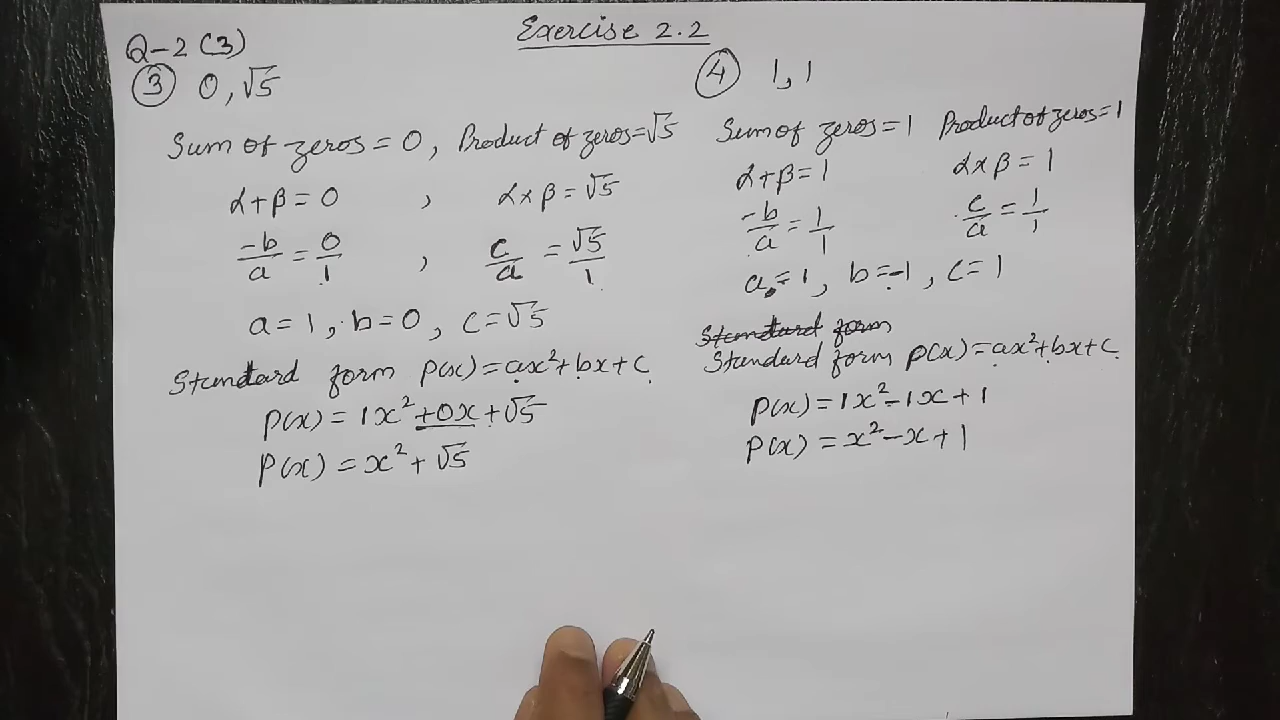 Exercise 2.2
Q-2 (3)
③ 0, √5
Sum of zeros = 0, Product of zeros = √5
α+β = 0 , α×β = √5
-b/a = 0/1 , c/a = √5/1
a = 1, b = 0, c = √5
Standard form p(x) = ax²+bx+c
p(x) = 1x² +0x +√5
p(x) = x² + √5
④ 1, 1
Sum of zeros = 1 Product of zeros = 1
α+β = 1 α×β = 1
-b/a = 1/1 c/a = 1/1
a = 1, b = -1, c = 1
Standard form
Standard form p(x) = ax²+bx+c
p(x) = 1x² - 1x + 1
p(x) = x² - x + 1